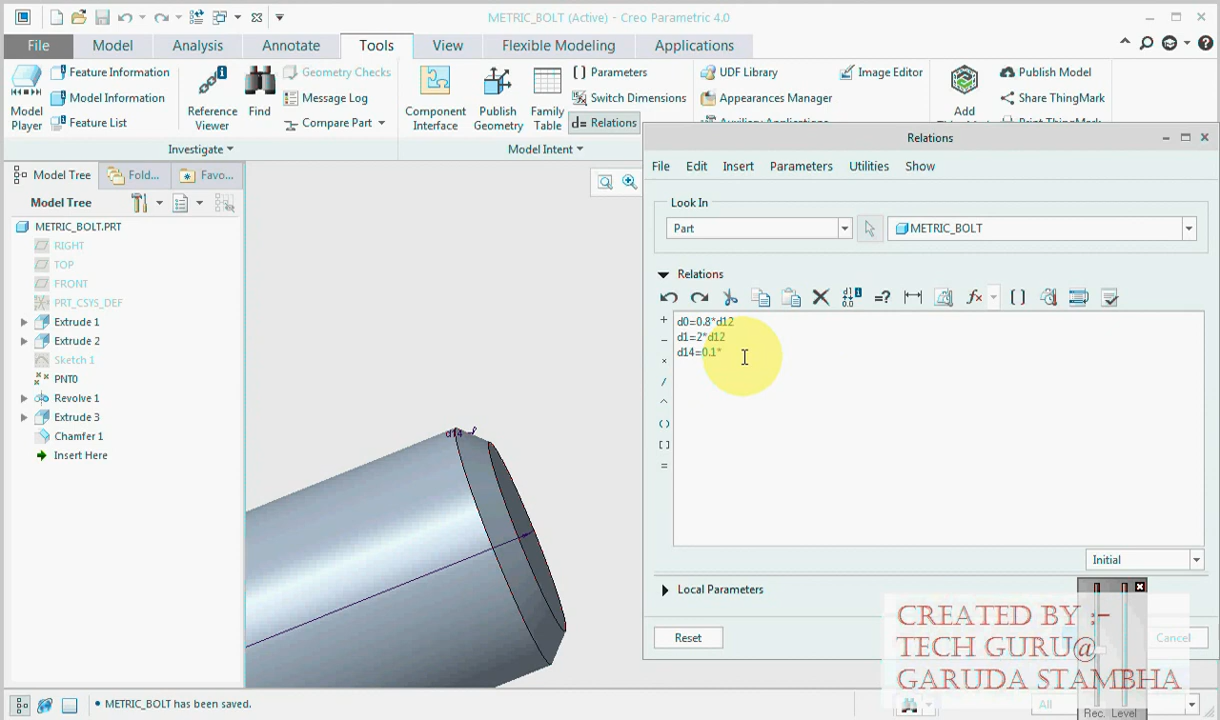 METRIC_BOLT (Active) - Creo Parametric 4.0
File Model Analysis Annotate Tools View Flexible Modeling Applications
Model Player
Feature Information
Model Information
Feature List
Reference Viewer
Find
Geometry Checks
Message Log
Compare Part
Investigate
Component Interface
Publish Geometry
Family Table
Parameters
Switch Dimensions
d= Relations
Model Intent
UDF Library
Appearances Manager
Auxiliary Applications
Image Editor
Add
Publish Model
Share ThingMark
Print ThingMark
Model Tree Fold... Favo...
Model Tree
METRIC_BOLT.PRT
RIGHT
TOP
FRONT
PRT_CSYS_DEF
Extrude 1
Extrude 2
Sketch 1
PNT0
Revolve 1
Extrude 3
Chamfer 1
Insert Here
d14
Relations
File Edit Insert Parameters Utilities Show
Look In
Part METRIC_BOLT
Relations
d0=0.8*d12
d1=2*d12
d14=0.1*
Initial
Local Parameters
Reset Cancel
CREATED BY :-
TECH GURU@
GARUDA STAMBHA
Rec. Level
• METRIC_BOLT has been saved.
All